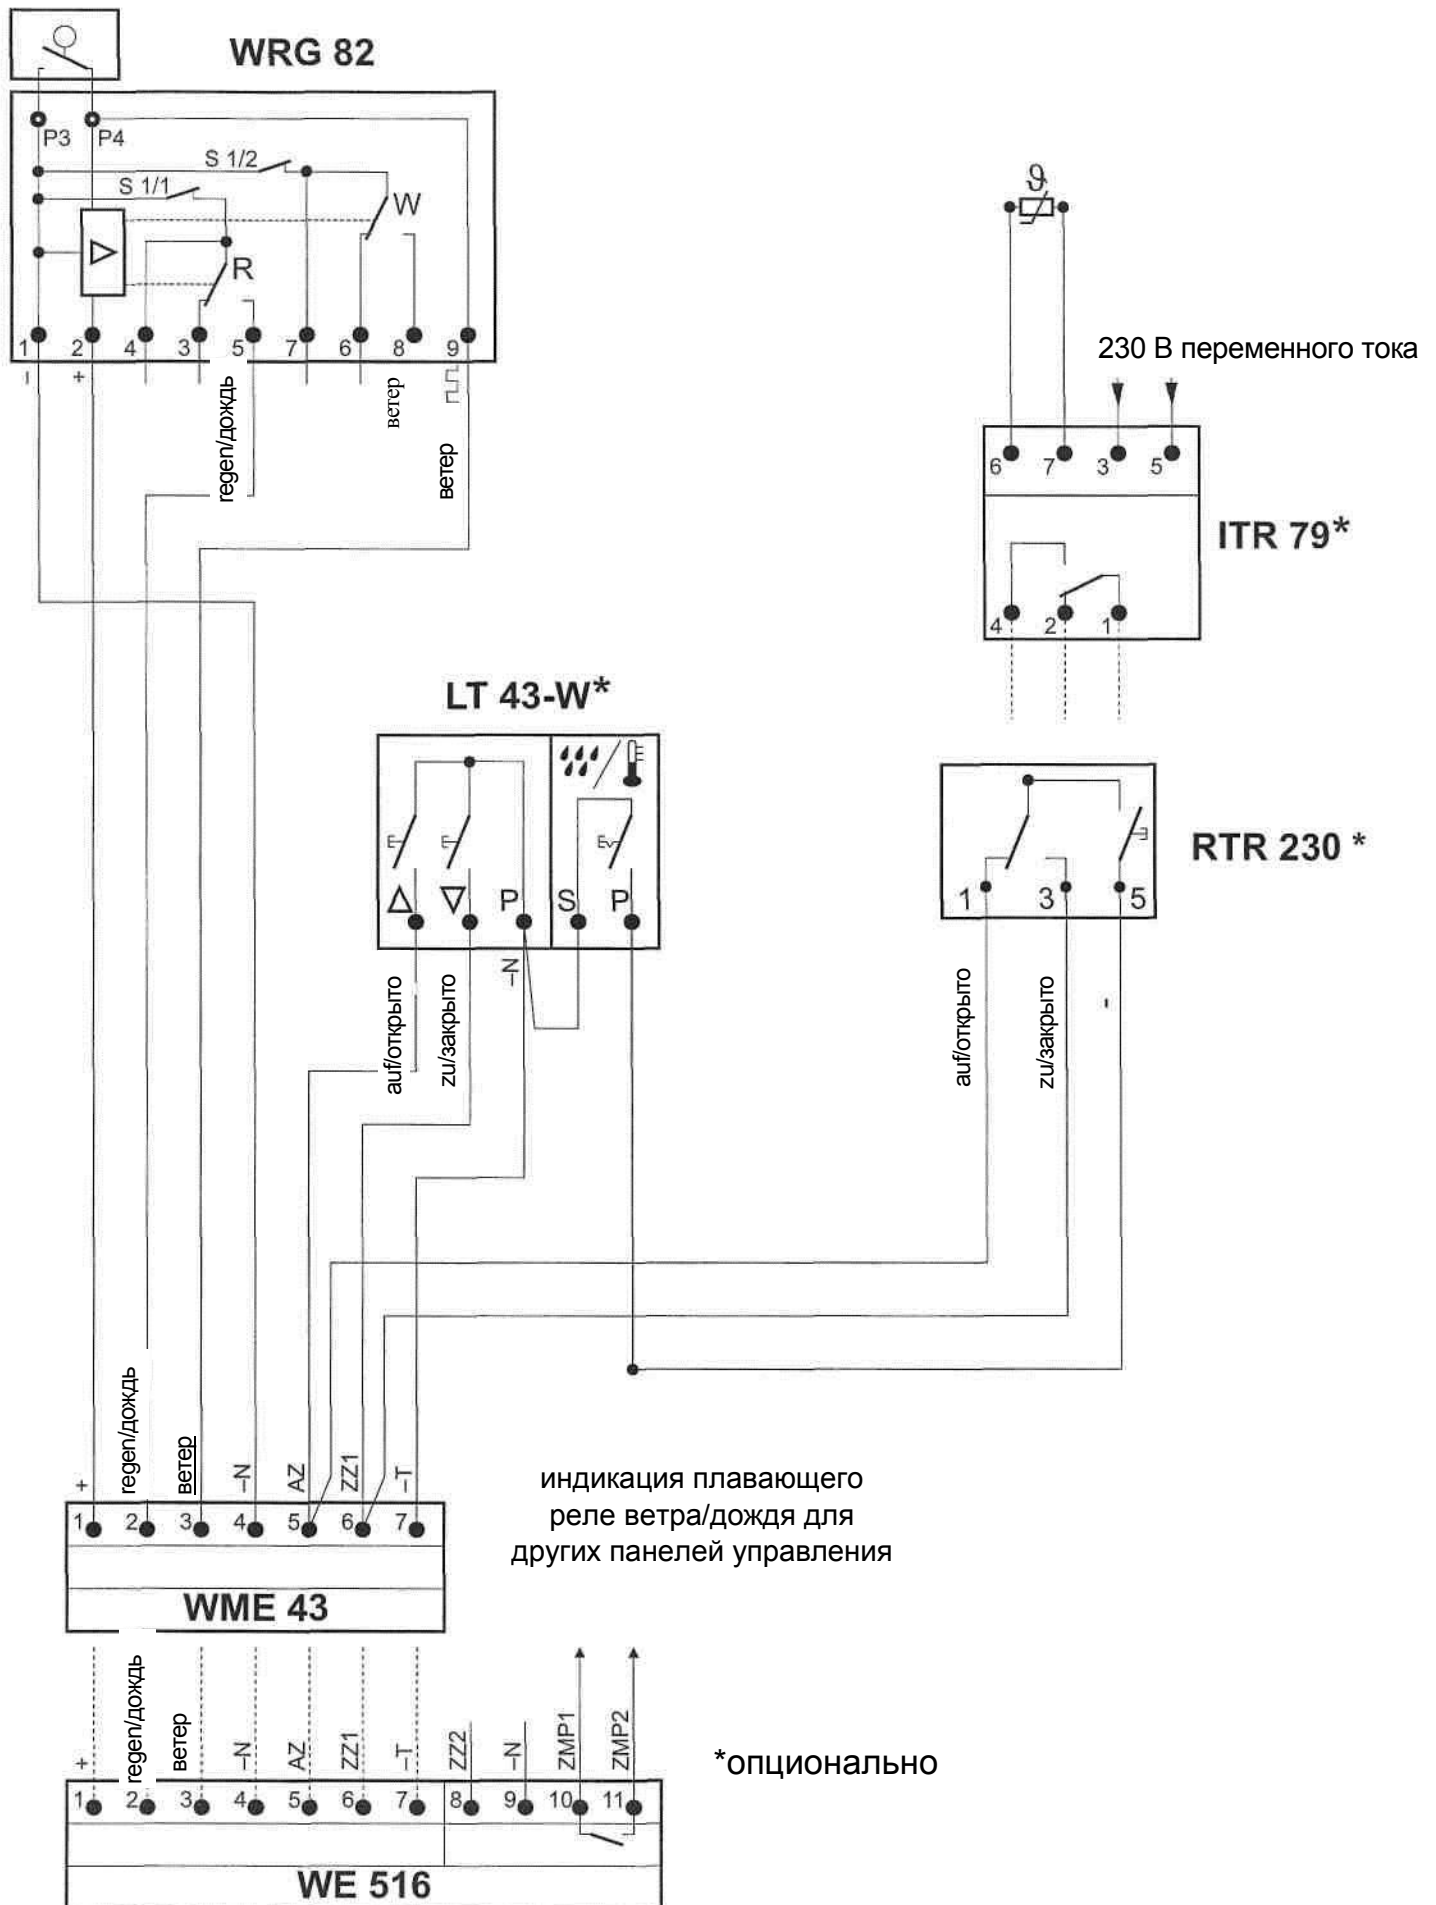 WRG 82
P3 P4
S 1/2
S 1/1
W
R
1 2 4 3 5 7 6 8 9
– +
regen/дождь
ветер
ветер
ϑ
230 В переменного тока
6 7 3 5
ITR 79*
4 2 1
LT 43-W*
P S P
–N
auf/открыто
zu/закрыто
RTR 230 *
1 3 5
auf/открыто
zu/закрыто
-
+
regen/дождь
ветер
–N
AZ
ZZ1
–T
1 2 3 4 5 6 7
WME 43
индикация плавающего
реле ветра/дождя для
других панелей управления
+
regen/дождь
ветер
–N
AZ
ZZ1
–T
ZZ2
–N
ZMP1
ZMP2
*опционально
1 2 3 4 5 6 7 8 9 10 11
WE 516